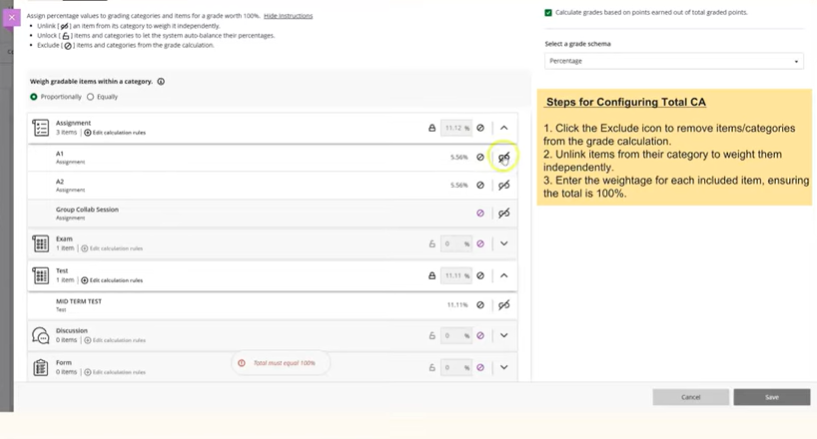 Assign percentage values to grading categories and items for a grade worth 100%. Hide Instructions
• Unlink [ ] an item from its category to weigh it independently.
• Unlock [ ] items and categories to let the system auto-balance their percentages.
• Exclude [ ] items and categories from the grade calculation.
Weigh gradable items within a category.
Proportionally Equally
Assignment
3 items | Edit calculation rules
11.12 %
A1
Assignment
5.56%
A2
Assignment
5.56%
Group Collab Session
Assignment
Exam
1 item | Edit calculation rules
0 %
Test
1 item | Edit calculation rules
11.11 %
MID TERM TEST
Test
11.11%
Discussion
0 items | Edit calculation rules
0 %
Form
0 items | Edit calculation rules
0 %
Total must equal 100%
Calculate grades based on points earned out of total graded points.
Select a grade schema
Percentage
Steps for Configuring Total CA
1. Click the Exclude icon to remove items/categories
from the grade calculation.
2. Unlink items from their category to weight them
independently.
3. Enter the weightage for each included item, ensuring
the total is 100%.
Cancel Save